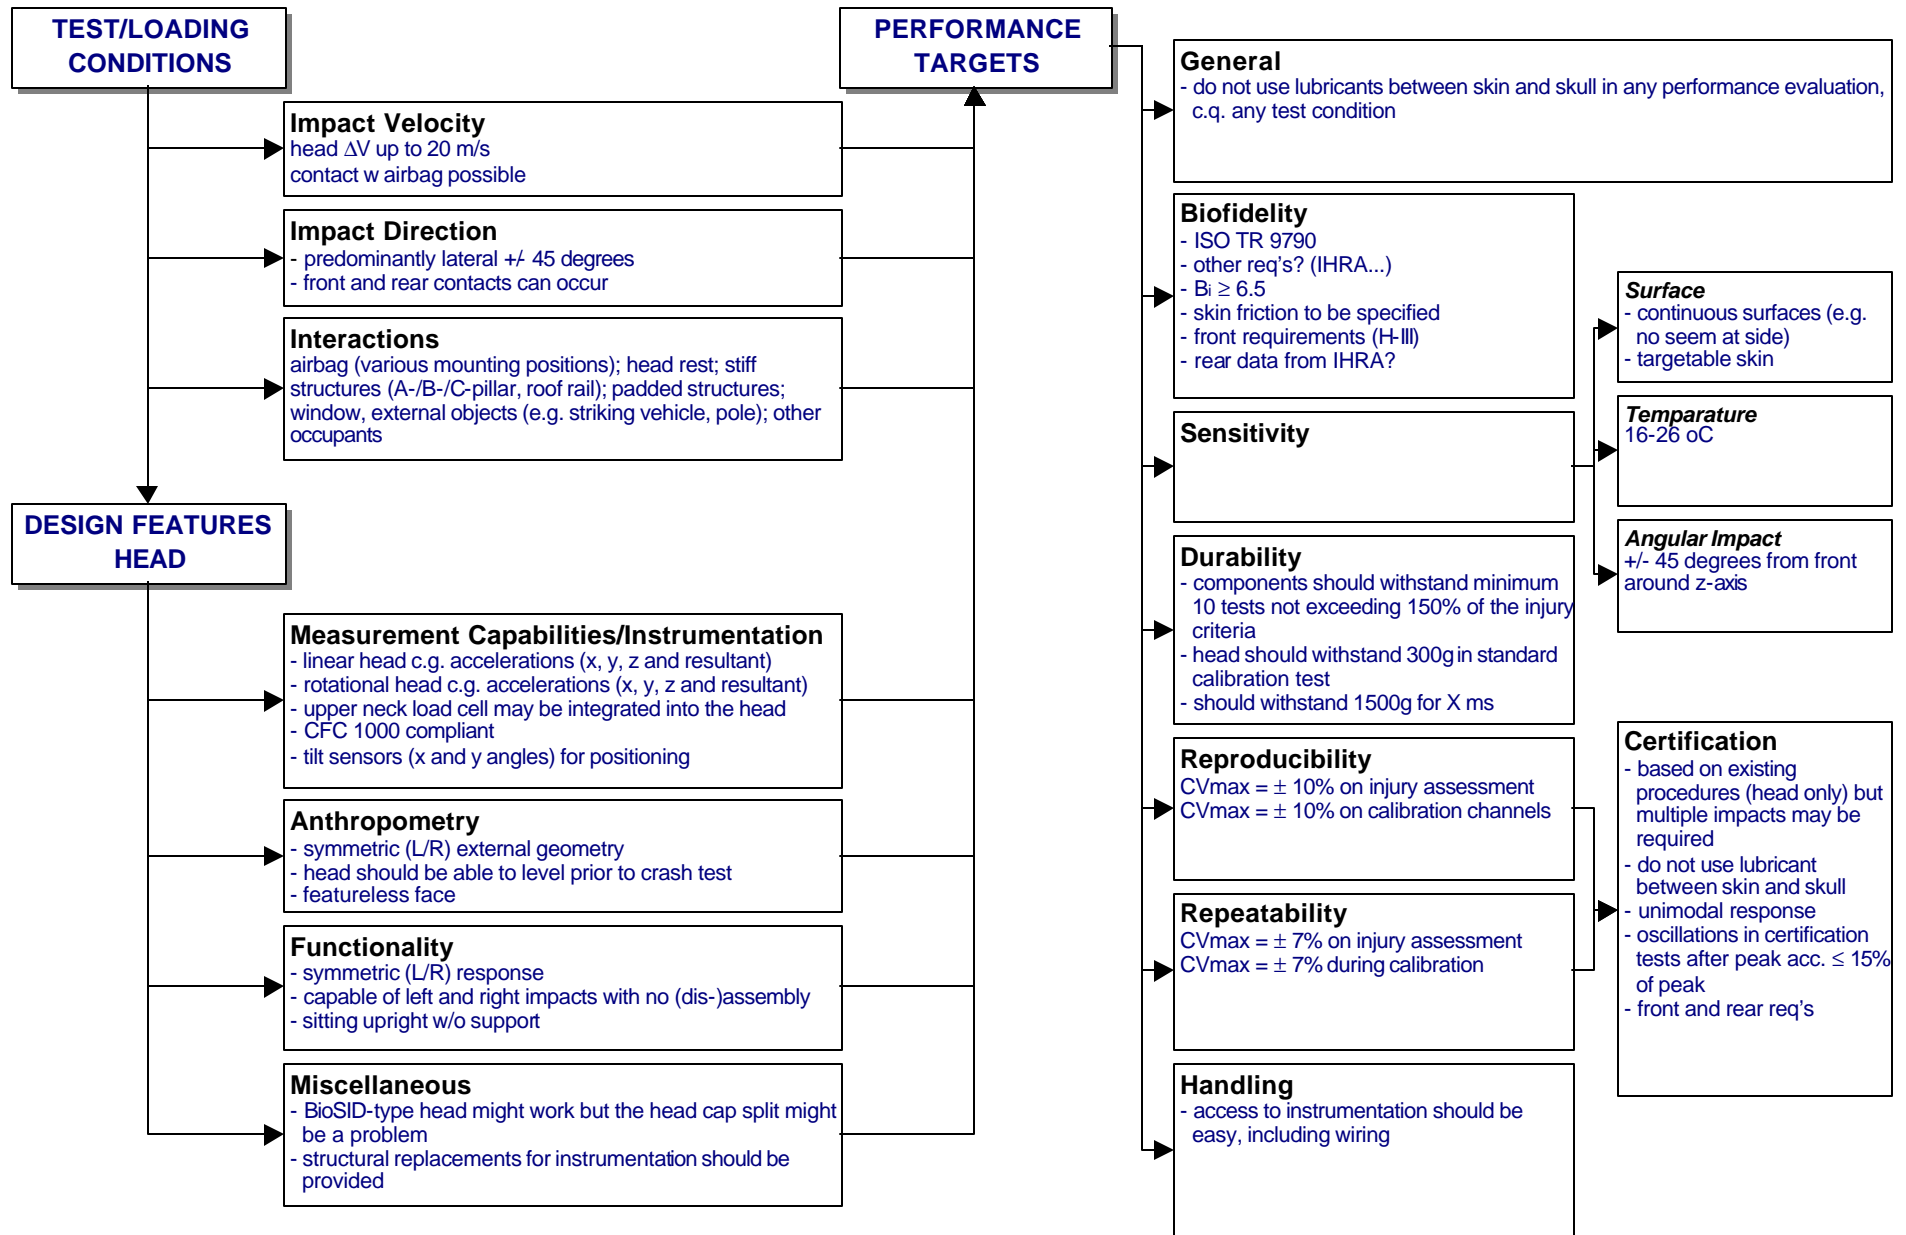 TEST/LOADING
CONDITIONS
Impact Velocity
head ∆V up to 20 m/s
contact w airbag possible
Impact Direction
- predominantly lateral +/- 45 degrees
- front and rear contacts can occur
Interactions
airbag (various mounting positions); head rest; stiff
structures (A-/B-/C-pillar, roof rail); padded structures;
window, external objects (e.g. striking vehicle, pole); other
occupants
DESIGN FEATURES
HEAD
Measurement Capabilities/Instrumentation
- linear head c.g. accelerations (x, y, z and resultant)
- rotational head c.g. accelerations (x, y, z and resultant)
- upper neck load cell may be integrated into the head
- CFC 1000 compliant
- tilt sensors (x and y angles) for positioning
Anthropometry
- symmetric (L/R) external geometry
- head should be able to level prior to crash test
- featureless face
Functionality
- symmetric (L/R) response
- capable of left and right impacts with no (dis-)assembly
- sitting upright w/o support
Miscellaneous
- BioSID-type head might work but the head cap split might
be a problem
- structural replacements for instrumentation should be
provided
PERFORMANCE
TARGETS
General
- do not use lubricants between skin and skull in any performance evaluation,
c.q. any test condition
Biofidelity
- ISO TR 9790
- other req's? (IHRA...)
- Bi ≥ 6.5
- skin friction to be specified
- front requirements (H-III)
- rear data from IHRA?
Sensitivity
Surface
- continuous surfaces (e.g.
no seem at side)
- targetable skin
Temparature
16-26 oC
Angular Impact
+/- 45 degrees from front
around z-axis
Durability
- components should withstand minimum
10 tests not exceeding 150% of the injury
criteria
- head should withstand 300g in standard
calibration test
- should withstand 1500g for X ms
Reproducibility
CVmax = ± 10% on injury assessment
CVmax = ± 10% on calibration channels
Repeatability
CVmax = ± 7% on injury assessment
CVmax = ± 7% during calibration
Certification
- based on existing
procedures (head only) but
multiple impacts may be
required
- do not use lubricant
between skin and skull
- unimodal response
- oscillations in certification
tests after peak acc. ≤ 15%
of peak
- front and rear req's
Handling
- access to instrumentation should be
easy, including wiring